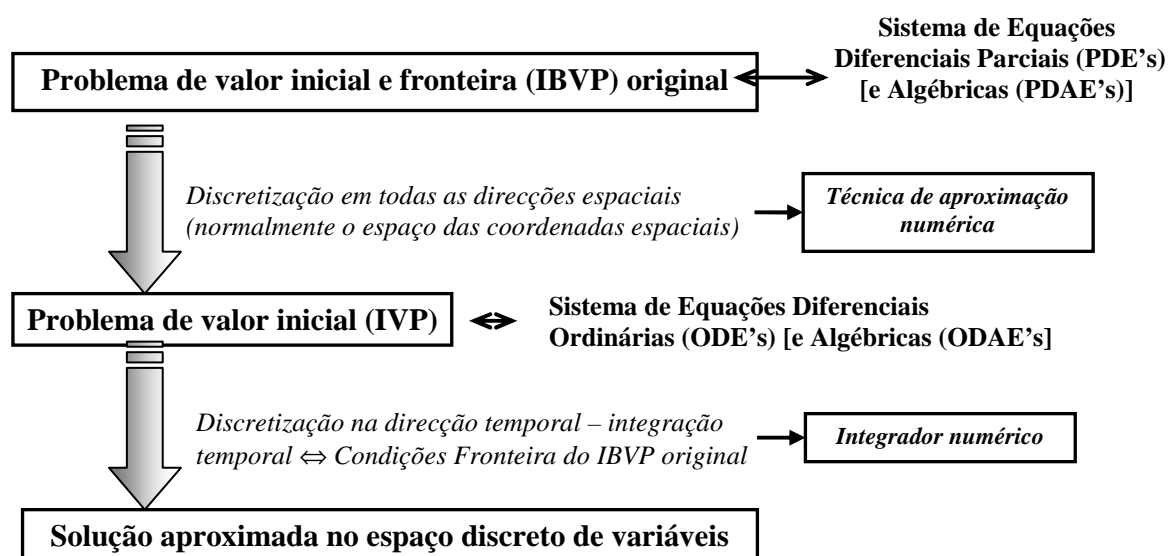 Sistema de Equações
Diferenciais Parciais (PDE’s)
[e Algébricas (PDAE’s)]
Problema de valor inicial e fronteira (IBVP) original
Discretização em todas as direcções espaciais
(normalmente o espaço das coordenadas espaciais)
Técnica de aproximação
numérica
Problema de valor inicial (IVP)
Sistema de Equações Diferenciais
Ordinárias (ODE’s) [e Algébricas (ODAE’s]
Discretização na direcção temporal – integração
temporal ⇔ Condições Fronteira do IBVP original
Integrador numérico
Solução aproximada no espaço discreto de variáveis